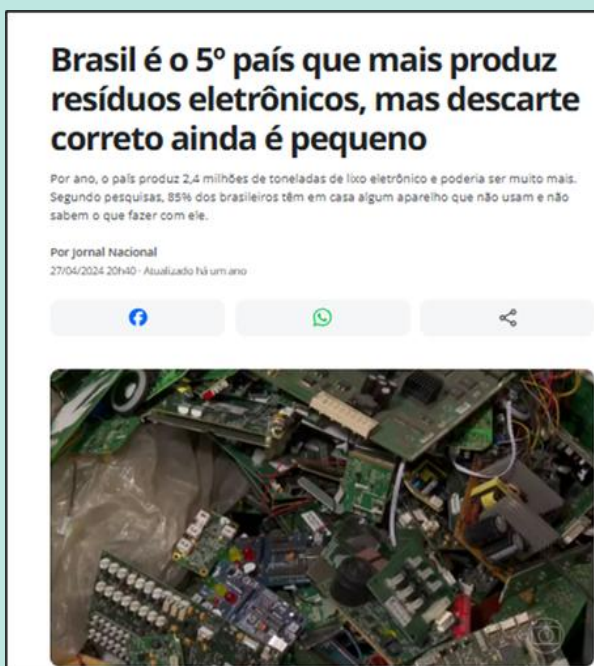 Brasil é o 5º país que mais produz
resíduos eletrônicos, mas descarte
correto ainda é pequeno
Por ano, o país produz 2,4 milhões de toneladas de lixo eletrônico e poderia ser muito mais.
Segundo pesquisas, 85% dos brasileiros têm em casa algum aparelho que não usam e não
sabem o que fazer com ele.
Por Jornal Nacional
27/04/2024 20h40 · Atualizado há um ano